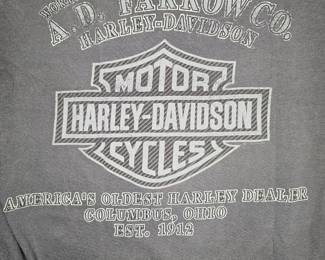 A.D. FARROW CO.
HARLEY-DAVIDSON
MOTOR
HARLEY-DAVIDSON
CYCLES
AMERICA'S OLDEST HARLEY DEALER
COLUMBUS, OHIO
EST. 1912